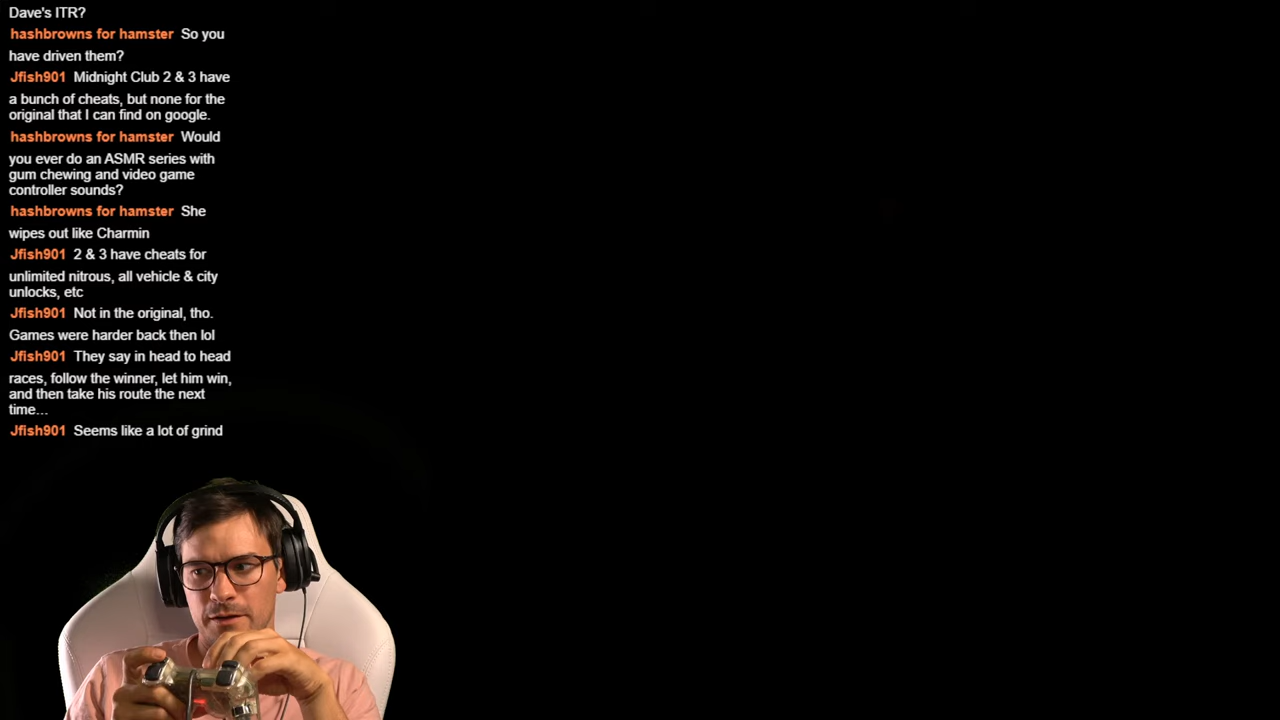 Dave's ITR?
hashbrowns for hamster So you
have driven them?
Jfish901 Midnight Club 2 & 3 have
a bunch of cheats, but none for the
original that I can find on google.
hashbrowns for hamster Would
you ever do an ASMR series with
gum chewing and video game
controller sounds?
hashbrowns for hamster She
wipes out like Charmin
Jfish901 2 & 3 have cheats for
unlimited nitrous, all vehicle & city
unlocks, etc
Jfish901 Not in the original, tho.
Games were harder back then lol
Jfish901 They say in head to head
races, follow the winner, let him win,
and then take his route the next
time...
Jfish901 Seems like a lot of grind